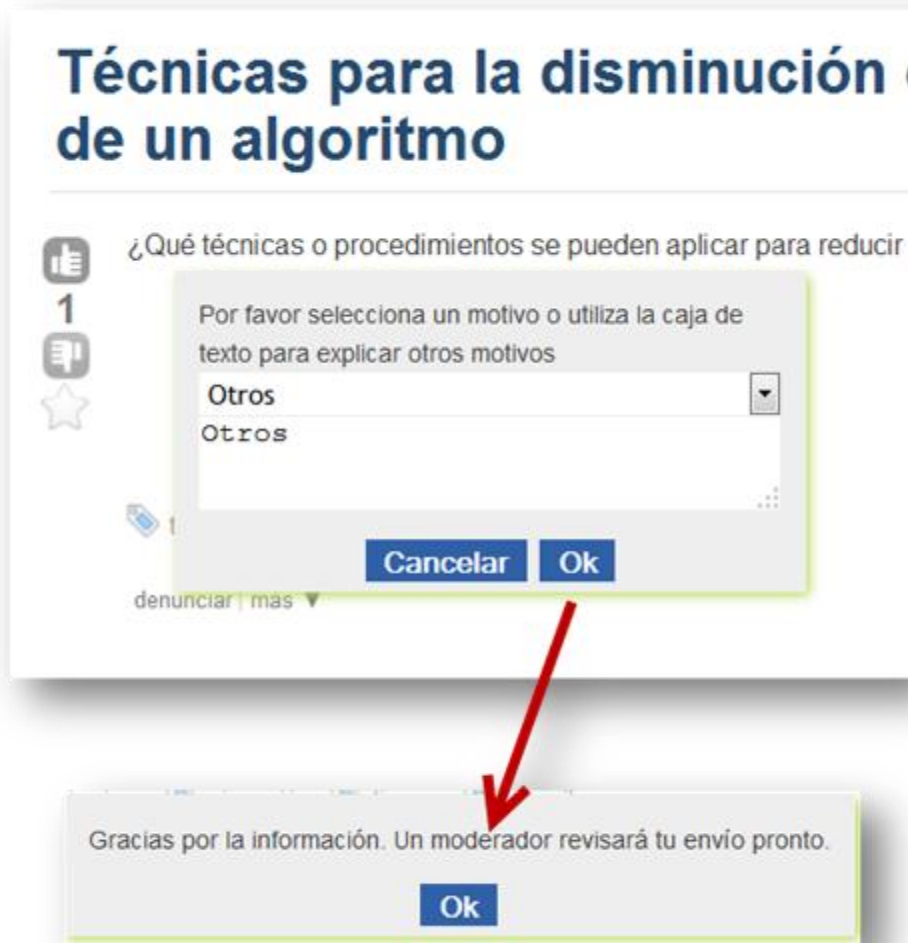 Técnicas para la disminución
de un algoritmo
¿Qué técnicas o procedimientos se pueden aplicar para reducir
1
Por favor selecciona un motivo o utiliza la caja de
texto para explicar otros motivos
Otros
Otros
Cancelar Ok
denunciar | mas ▼
Gracias por la información. Un moderador revisará tu envío pronto.
Ok